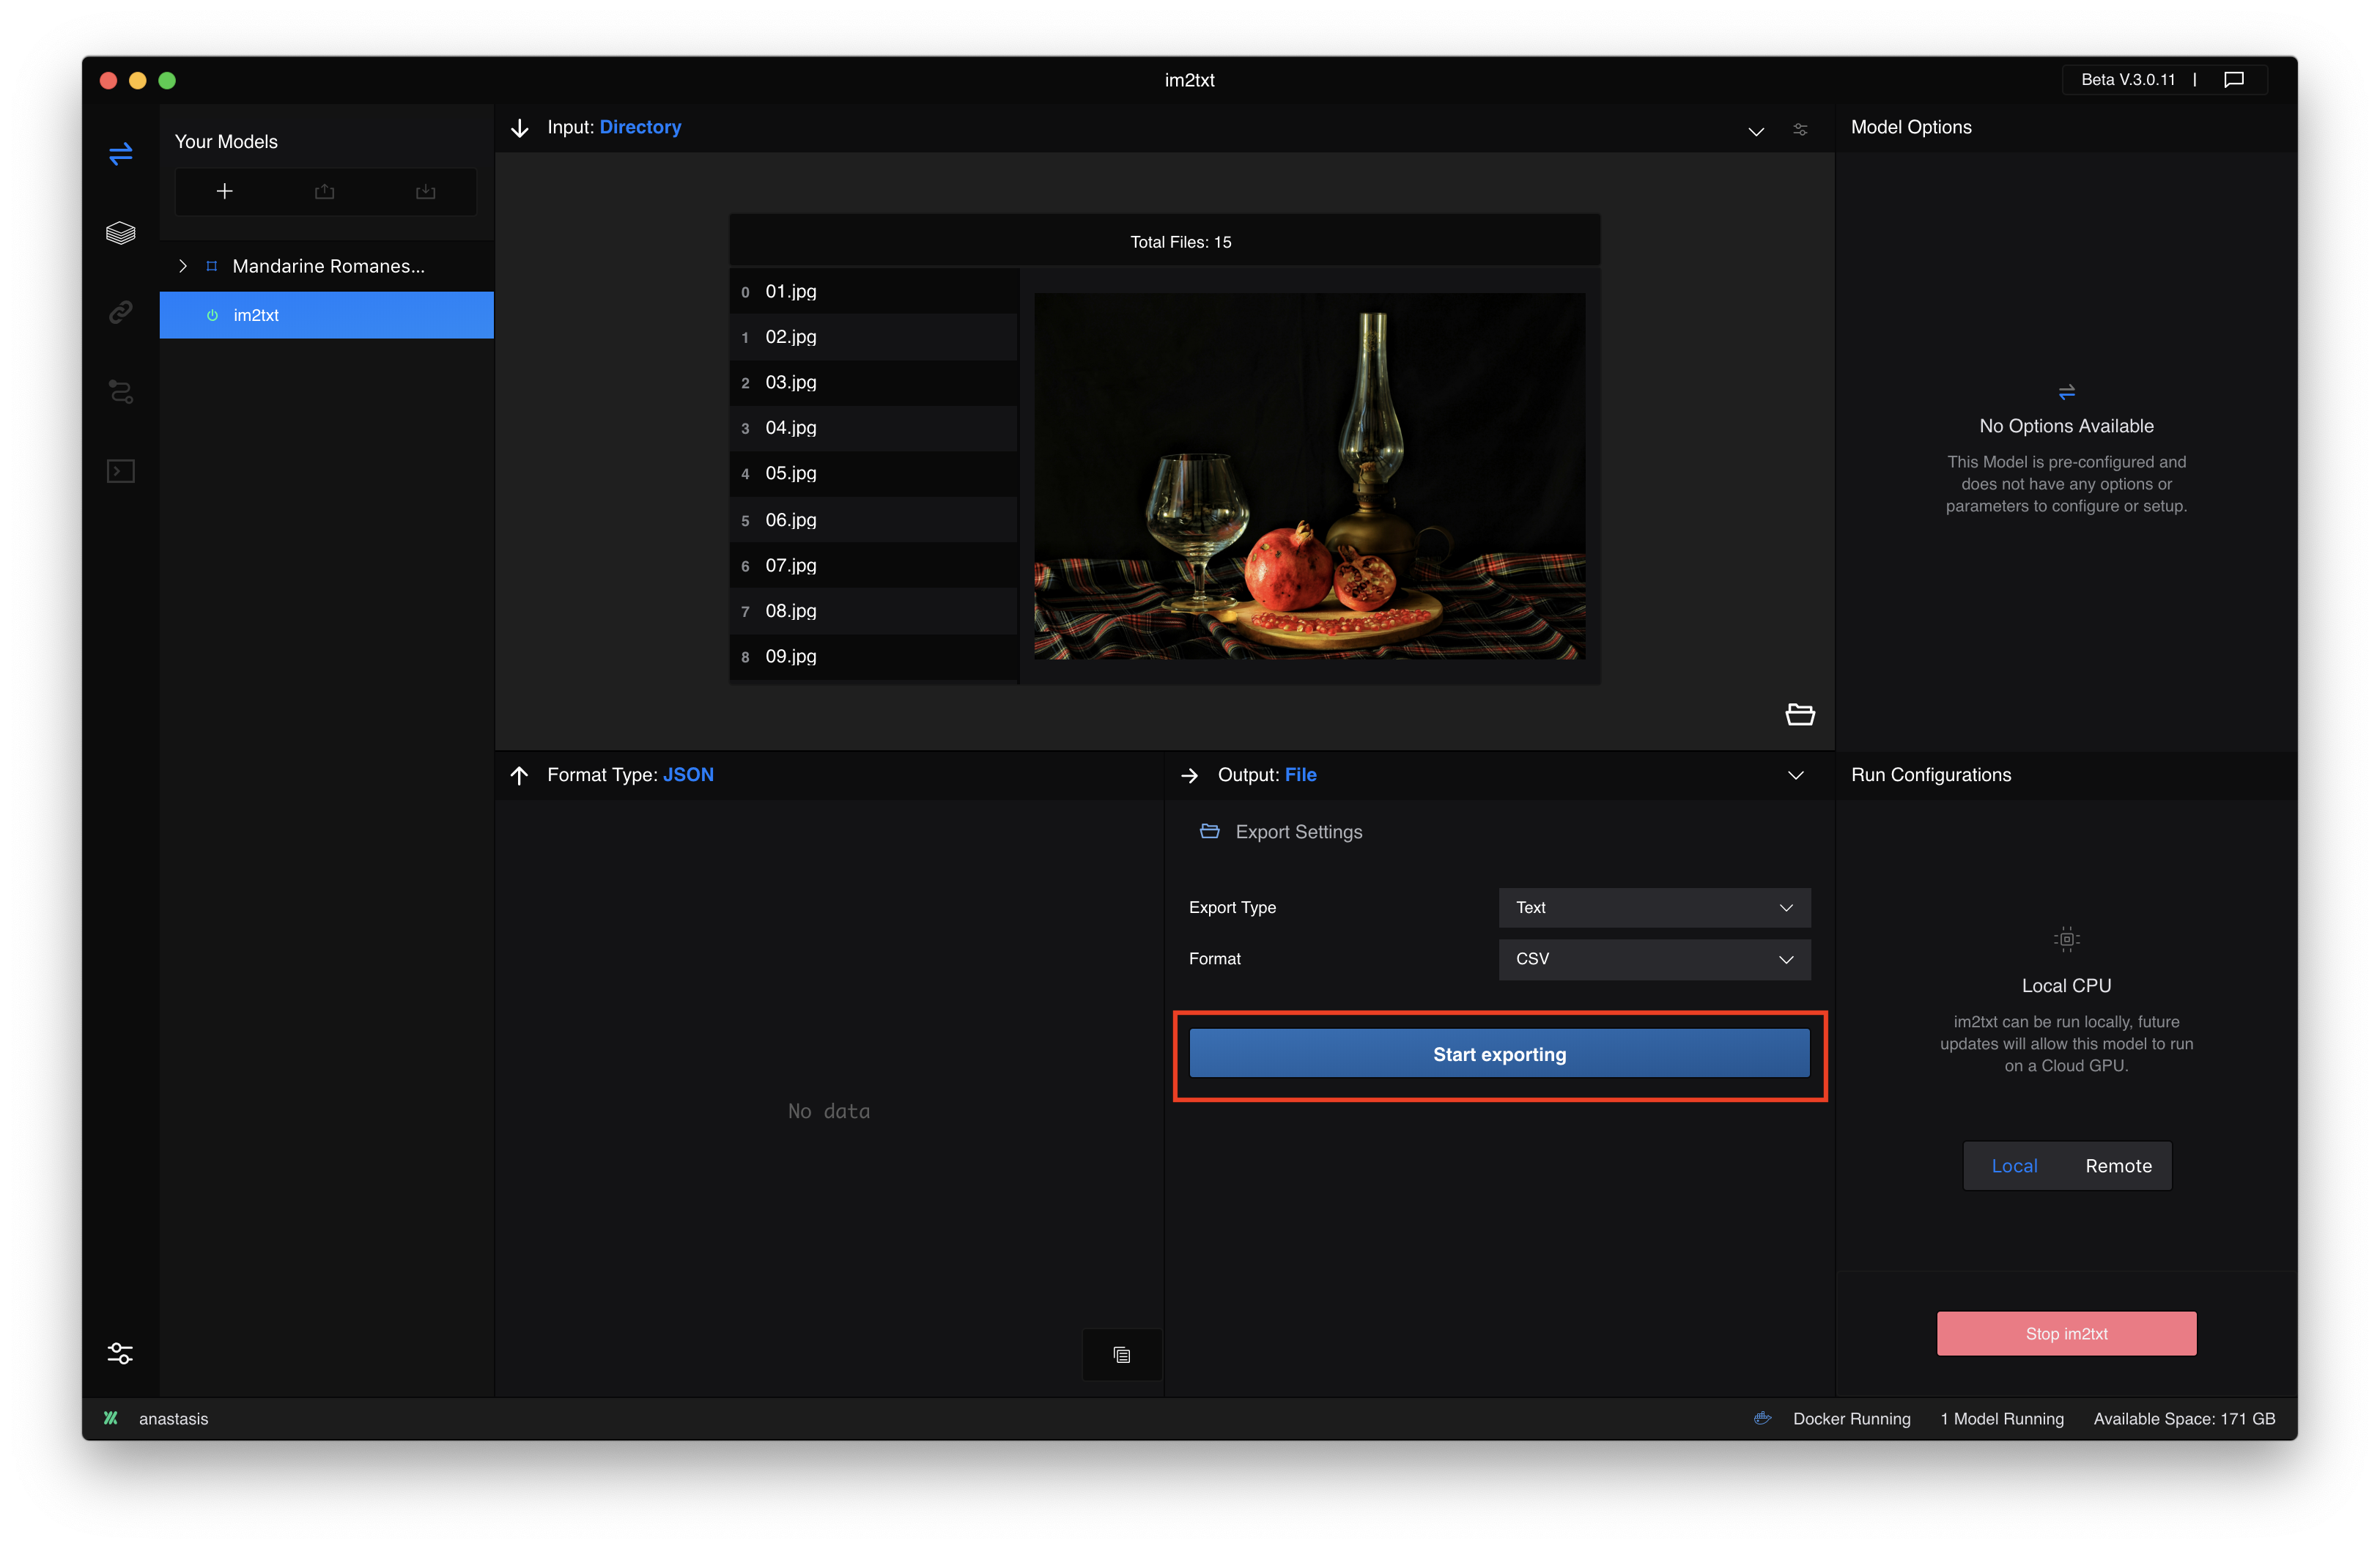 im2txt
Beta V.3.0.11 |
Your Models
Mandarine Romanes...
im2txt
Input: Directory
Total Files: 15
0 01.jpg
1 02.jpg
2 03.jpg
3 04.jpg
4 05.jpg
5 06.jpg
6 07.jpg
7 08.jpg
8 09.jpg
Model Options
No Options Available
This Model is pre-configured and
does not have any options or
parameters to configure or setup.
Format Type: JSON
No data
Output: File
Export Settings
Export Type
Text
Format
CSV
Start exporting
Run Configurations
Local CPU
im2txt can be run locally, future
updates will allow this model to run
on a Cloud GPU.
Local Remote
Stop im2txt
anastasis
Docker Running
1 Model Running
Available Space: 171 GB